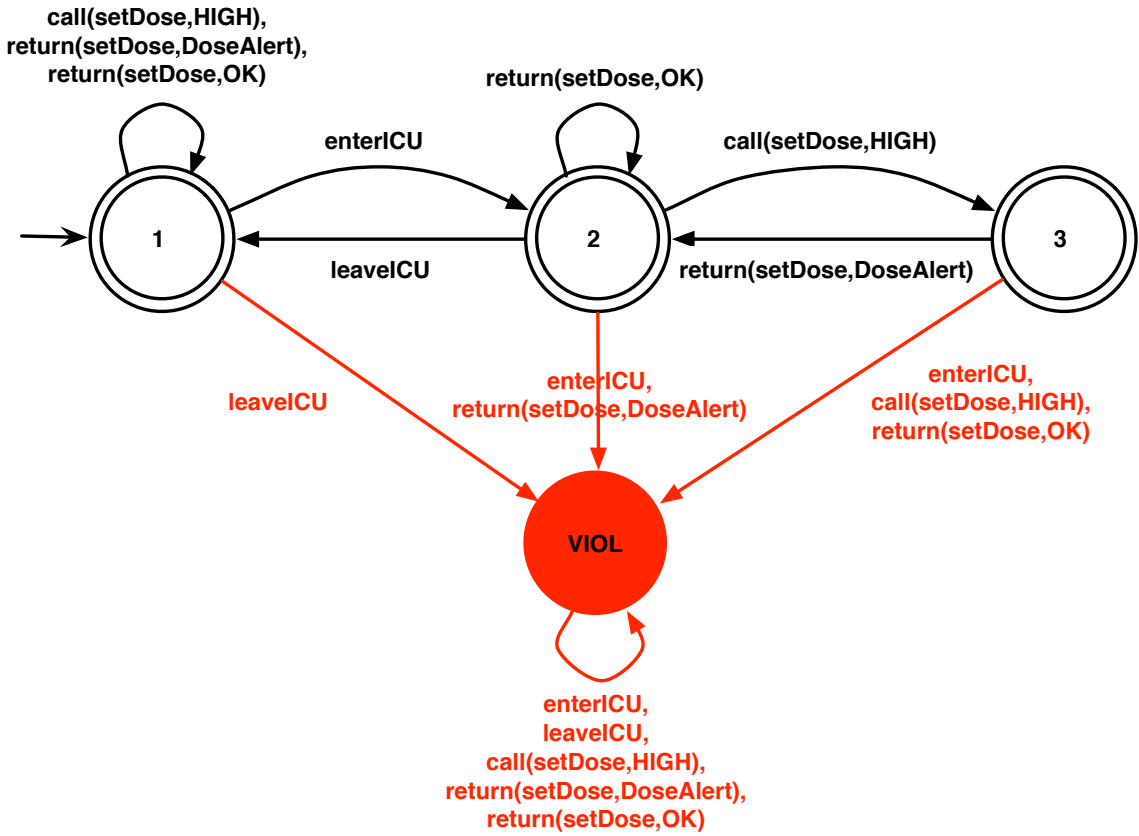 call(setDose,HIGH),
return(setDose,DoseAlert),
return(setDose,OK)
return(setDose,OK)
enterICU
call(setDose,HIGH)
1
2
3
leaveICU
return(setDose,DoseAlert)
leaveICU
enterICU,
return(setDose,DoseAlert)
enterICU,
call(setDose,HIGH),
return(setDose,OK)
VIOL
enterICU,
leaveICU,
call(setDose,HIGH),
return(setDose,DoseAlert),
return(setDose,OK)